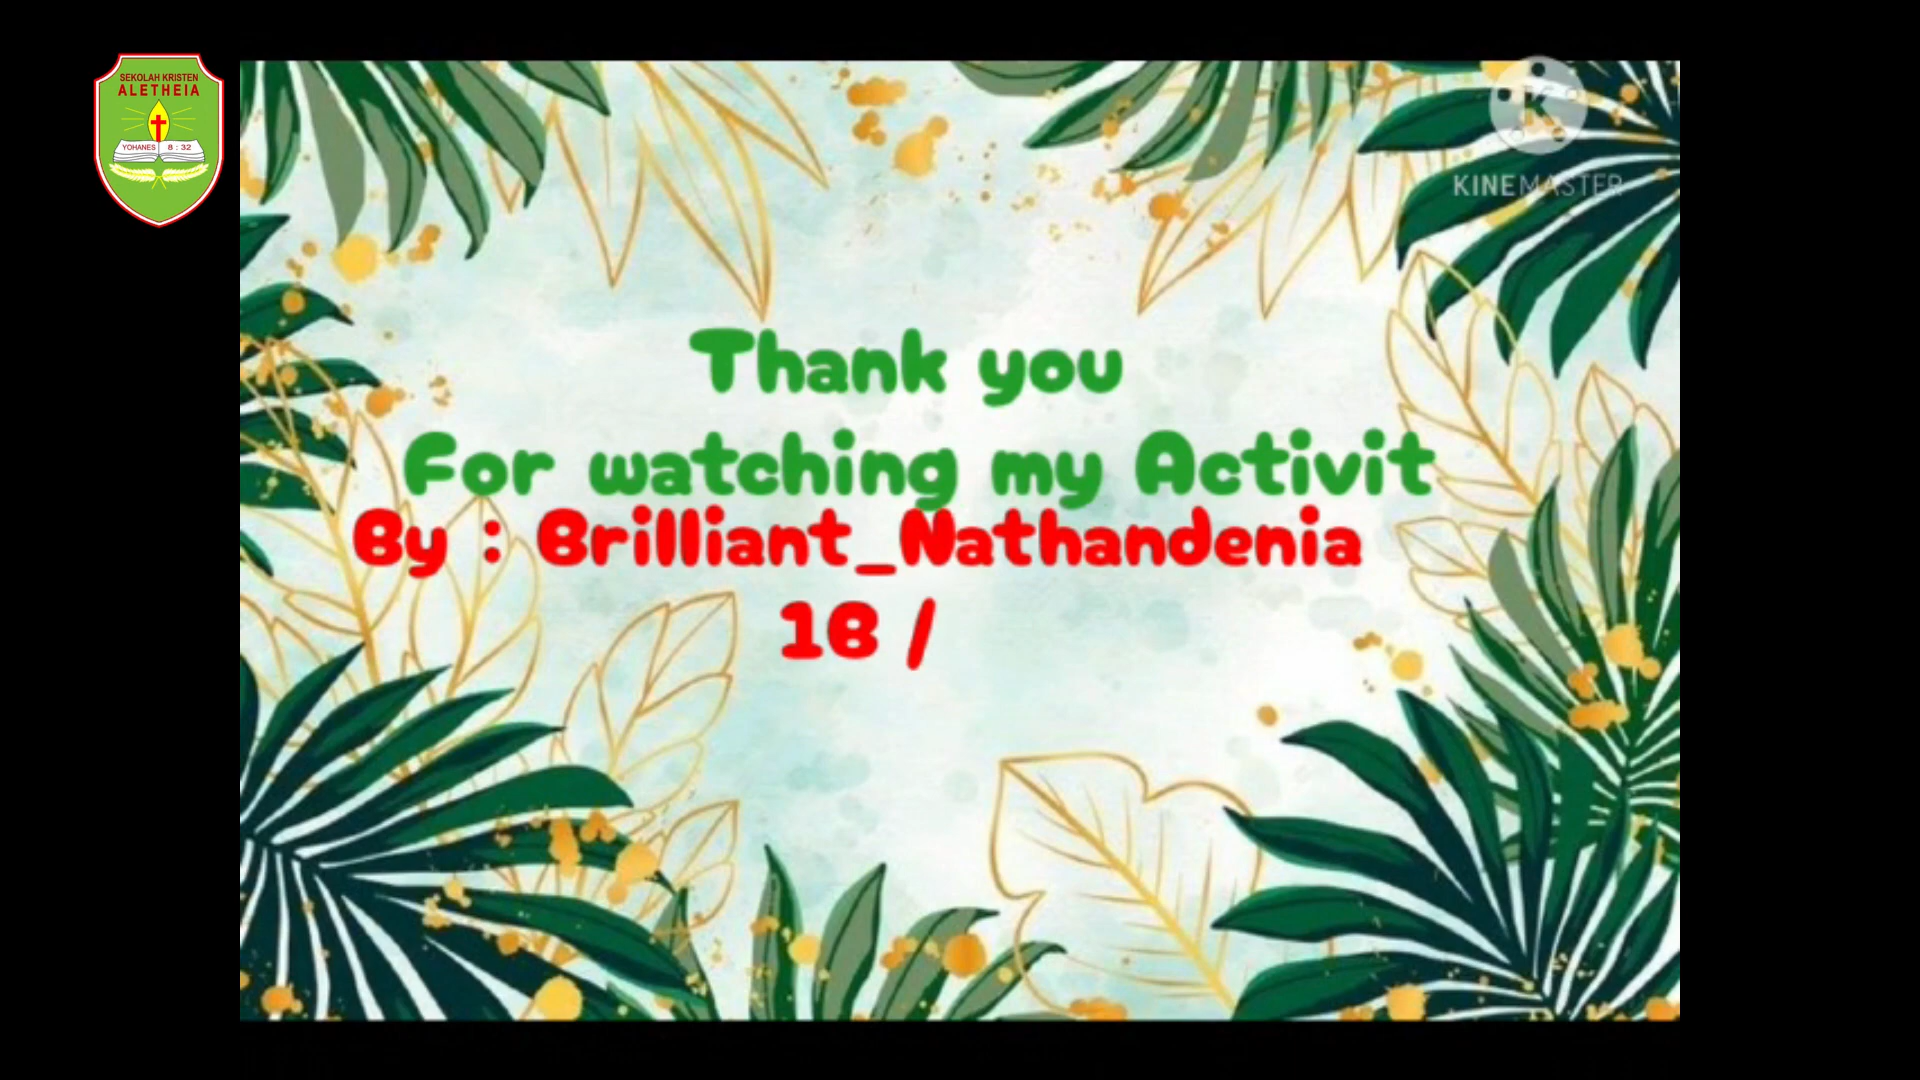 SEKOLAH KRISTEN
ALETHEIA
YOHANES 8 : 32
KINEMASTER
Thank you
For watching my Activit
By : Brilliant_Nathandenia
18 /